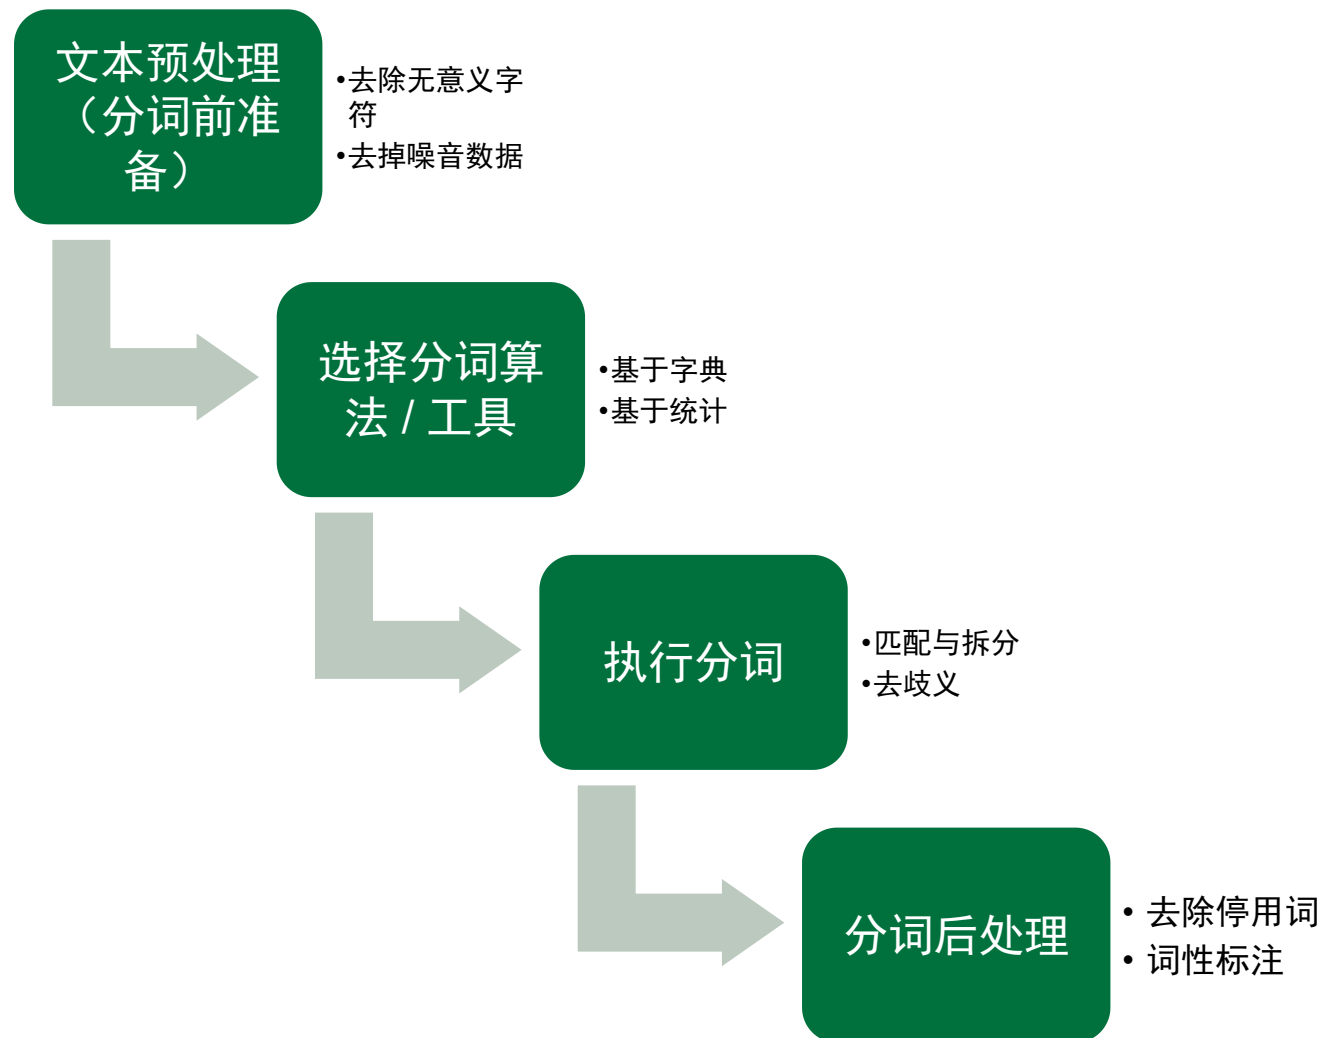 文本预处理
（分词前准
备）
•去除无意义字
符
•去掉噪音数据
选择分词算
法 / 工具
•基于字典
•基于统计
执行分词
•匹配与拆分
•去歧义
分词后处理
• 去除停用词
• 词性标注